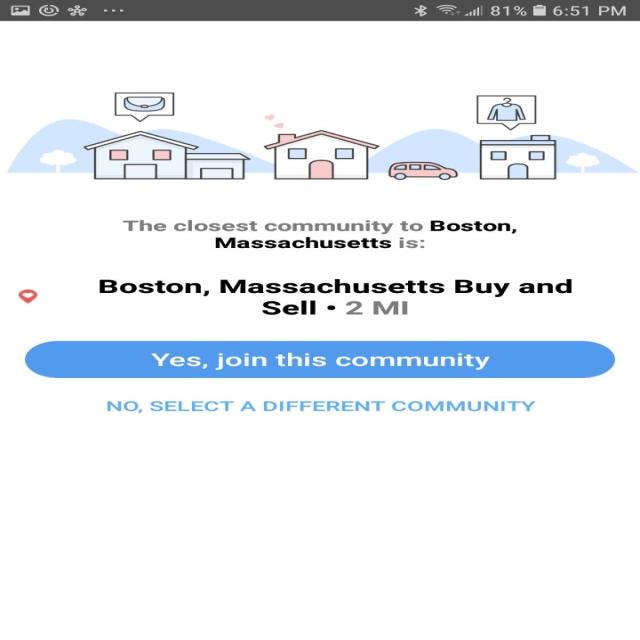 81% 6:51 PM
The closest community to Boston,
Massachusetts is:
Boston, Massachusetts Buy and
Sell • 2 MI
Yes, join this community
NO, SELECT A DIFFERENT COMMUNITY